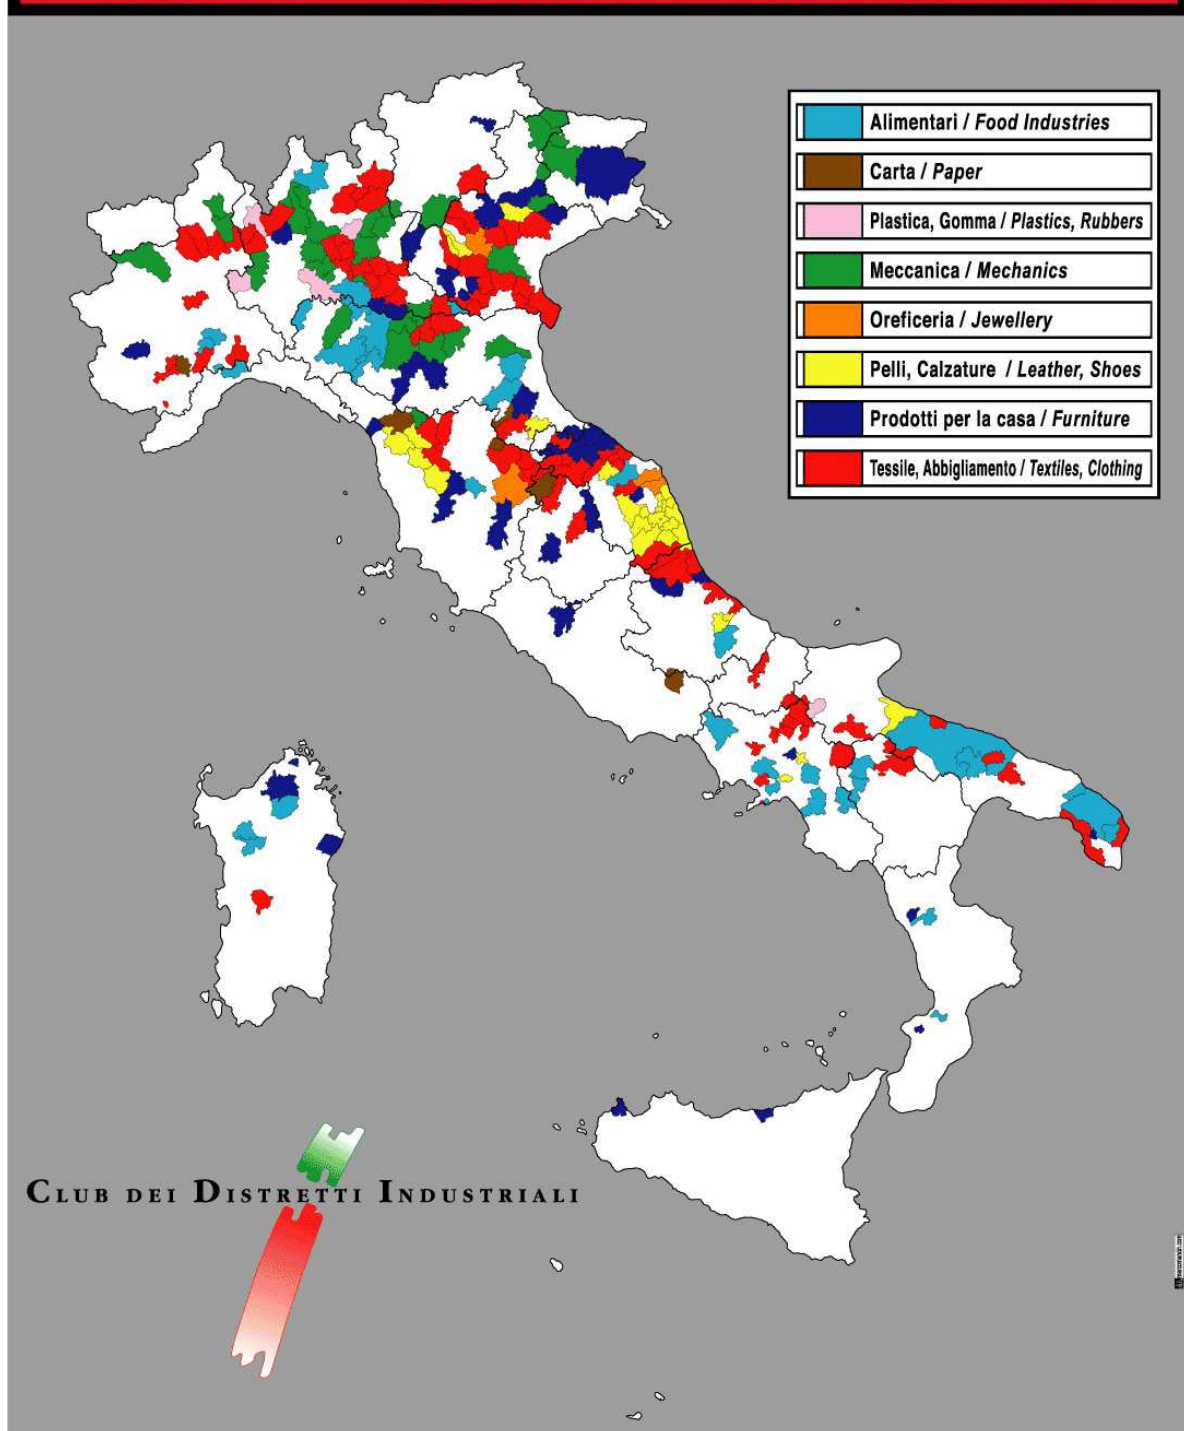 Alimentari / Food Industries
Carta / Paper
Plastica, Gomma / Plastics, Rubbers
Meccanica / Mechanics
Oreficeria / Jewellery
Pelli, Calzature / Leather, Shoes
Prodotti per la casa / Furniture
Tessile, Abbigliamento / Textiles, Clothing
CLUB DEI DISTRETTI INDUSTRIALI